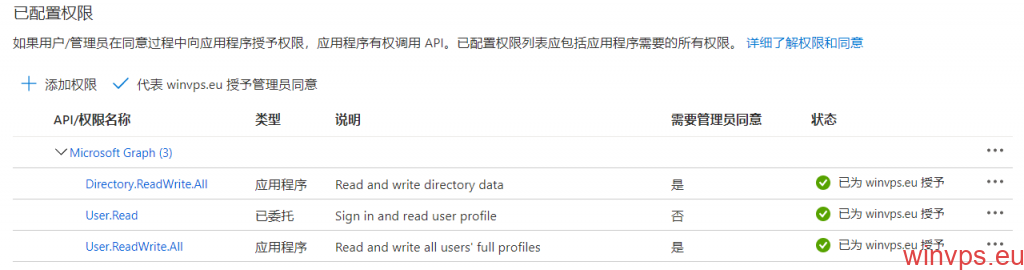 已配置权限
如果用户/管理员在同意过程中向应用程序授予权限，应用程序有权调用 API。已配置权限列表应包括应用程序需要的所有权限。 详细了解权限和同意
添加权限 代表 winvps.eu 授予管理员同意
API/权限名称 类型 说明 需要管理员同意 状态
Microsoft Graph (3)
Directory.ReadWrite.All 应用程序 Read and write directory data 是 已为 winvps.eu 授予
User.Read 已委托 Sign in and read user profile 否 已为 winvps.eu 授予
User.ReadWrite.All 应用程序 Read and write all users' full profiles 是 已为 winvps.eu 授予
winvps.eu